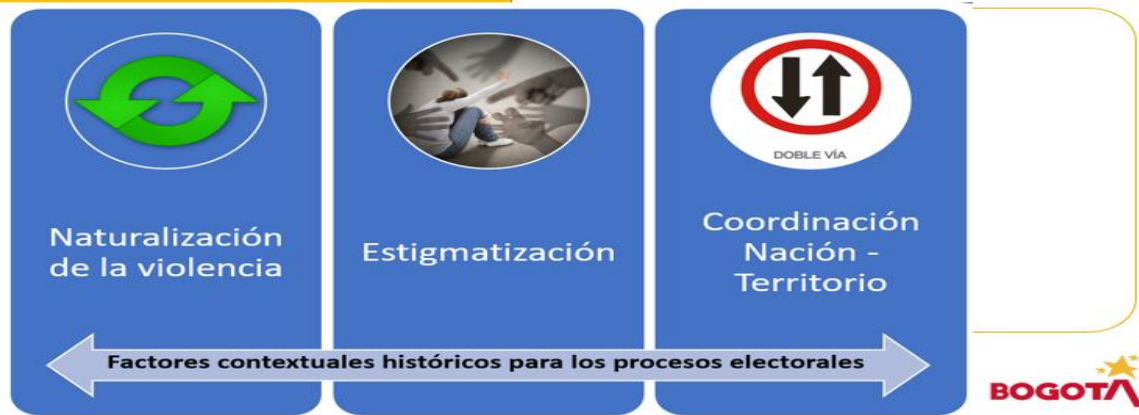 DOBLE VÍA
Naturalización
de la violencia
Estigmatización
Coordinación
Nación -
Territorio
Factores contextuales históricos para los procesos electorales
BOGOTÁ